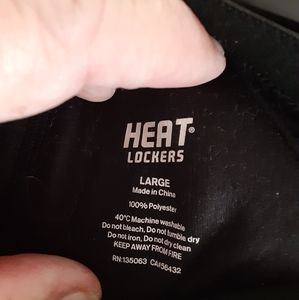 HEAT®
LOCKERS
LARGE
Made in China
100% Polyester
40°C Machine washable
Do not bleach, Do not tumble dry
Do not iron, Do not dry clean
KEEP AWAY FROM FIRE
RN:135063 CA#56432